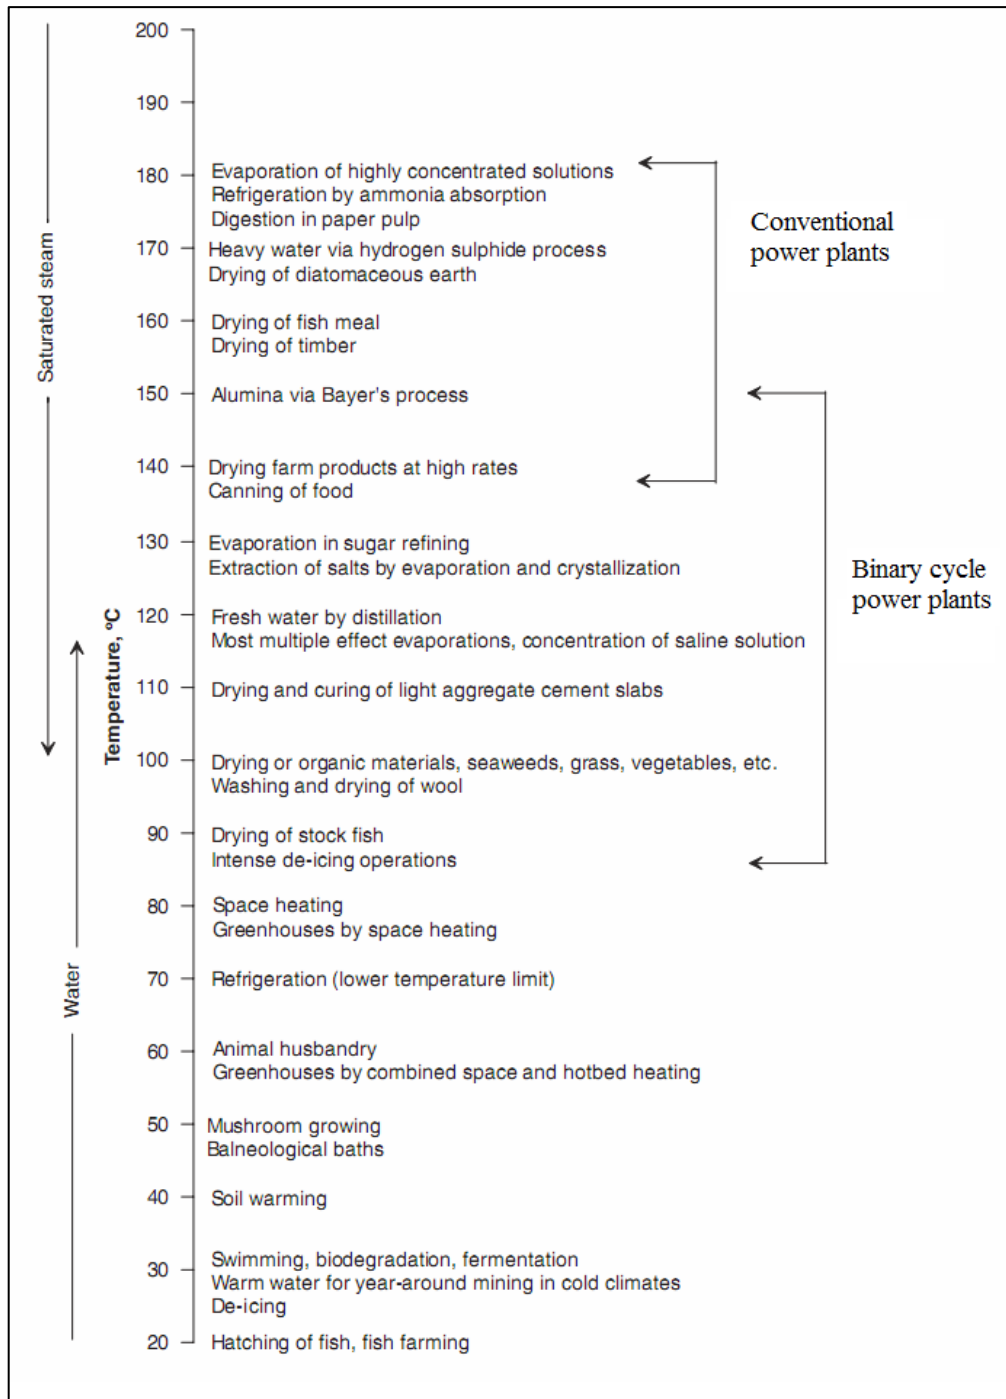 200
190
180
Evaporation of highly concentrated solutions
Refrigeration by ammonia absorption
Digestion in paper pulp
170
Heavy water via hydrogen sulphide process
Drying of diatomaceous earth
160
Drying of fish meal
Drying of timber
150
Alumina via Bayer's process
140
Drying farm products at high rates
Canning of food
130
Evaporation in sugar refining
Extraction of salts by evaporation and crystallization
120
Fresh water by distillation
Most multiple effect evaporations, concentration of saline solution
110
Drying and curing of light aggregate cement slabs
100
Drying or organic materials, seaweeds, grass, vegetables, etc.
Washing and drying of wool
90
Drying of stock fish
Intense de-icing operations
80
Space heating
Greenhouses by space heating
70
Refrigeration (lower temperature limit)
60
Animal husbandry
Greenhouses by combined space and hotbed heating
50
Mushroom growing
Balneological baths
40
Soil warming
30
Swimming, biodegradation, fermentation
Warm water for year-around mining in cold climates
De-icing
20
Hatching of fish, fish farming
Saturated steam
Water
Temperature, °C
Conventional
power plants
Binary cycle
power plants